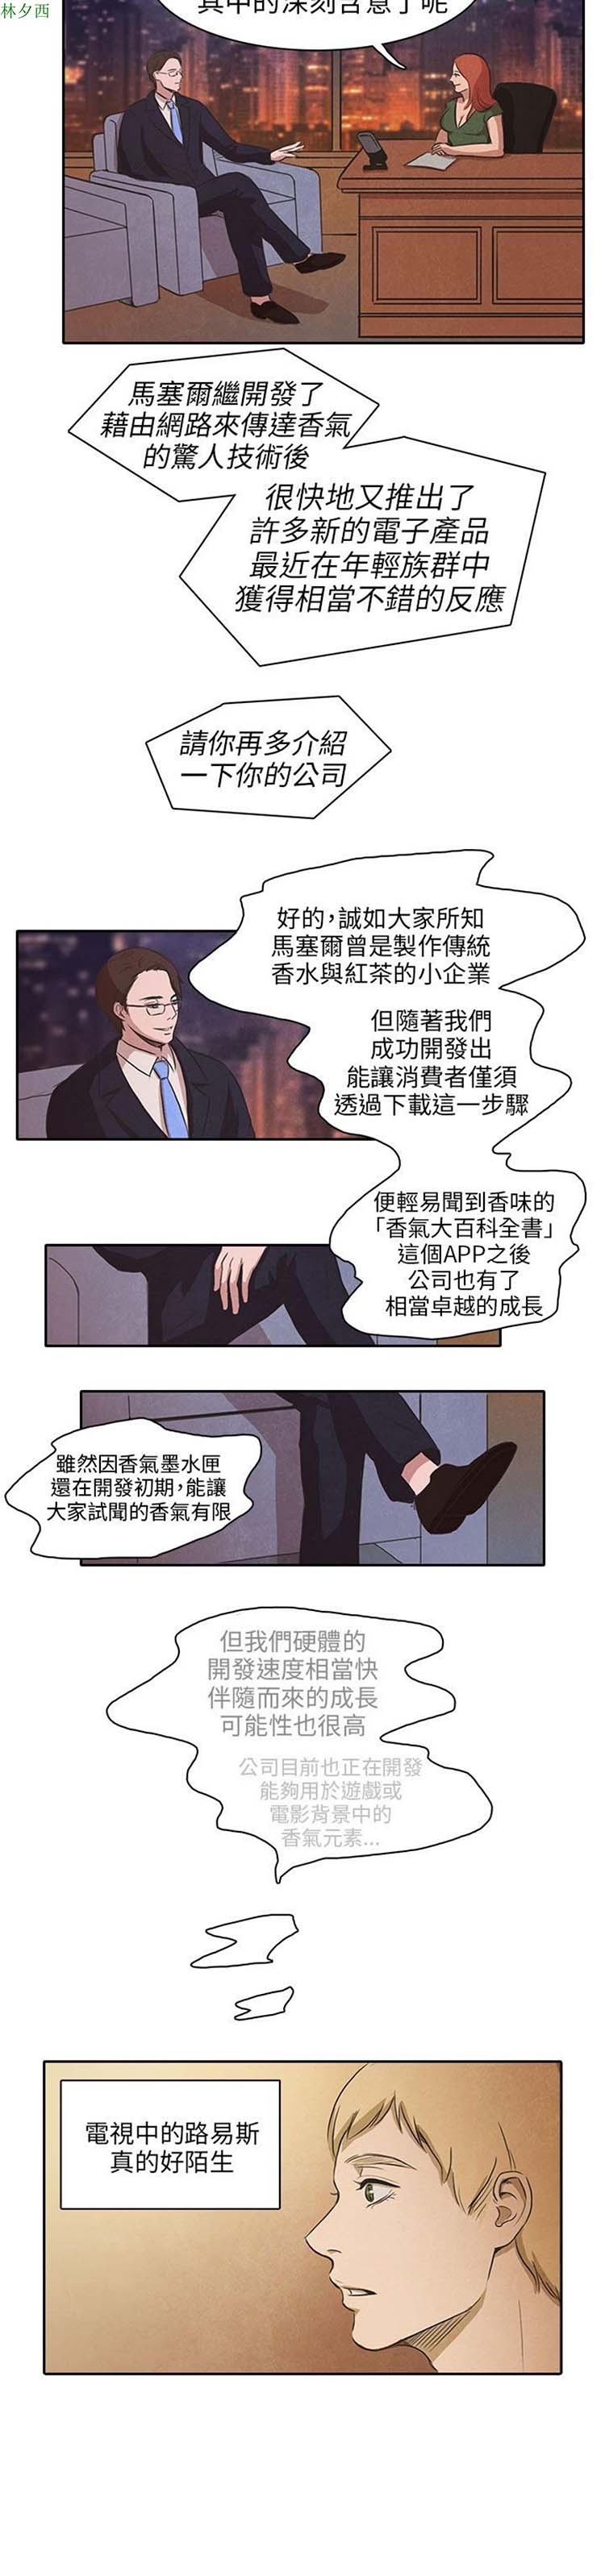 林夕西
其中的深刻含意了呢
馬塞爾繼開發了
藉由網路來傳達香氣
的驚人技術後
很快地又推出了
許多新的電子產品
最近在年輕族群中
獲得相當不錯的反應
請你再多介紹
一下你的公司
好的，誠如大家所知
馬塞爾曾是製作傳統
香水與紅茶的小企業
但隨著我們
成功開發出
能讓消費者僅須
透過下載這一步驟
便輕易聞到香味的
「香氣大百科全書」
這個APP之後
公司也有了
相當卓越的成長
雖然因香氣墨水匣
還在開發初期，能讓
大家試聞的香氣有限
但我們硬體的
開發速度相當快
伴隨而來的成長
可能性也很高
公司目前也正在開發
能夠用於遊戲或
電影背景中的
香氣元素...
電視中的路易斯
真的好陌生